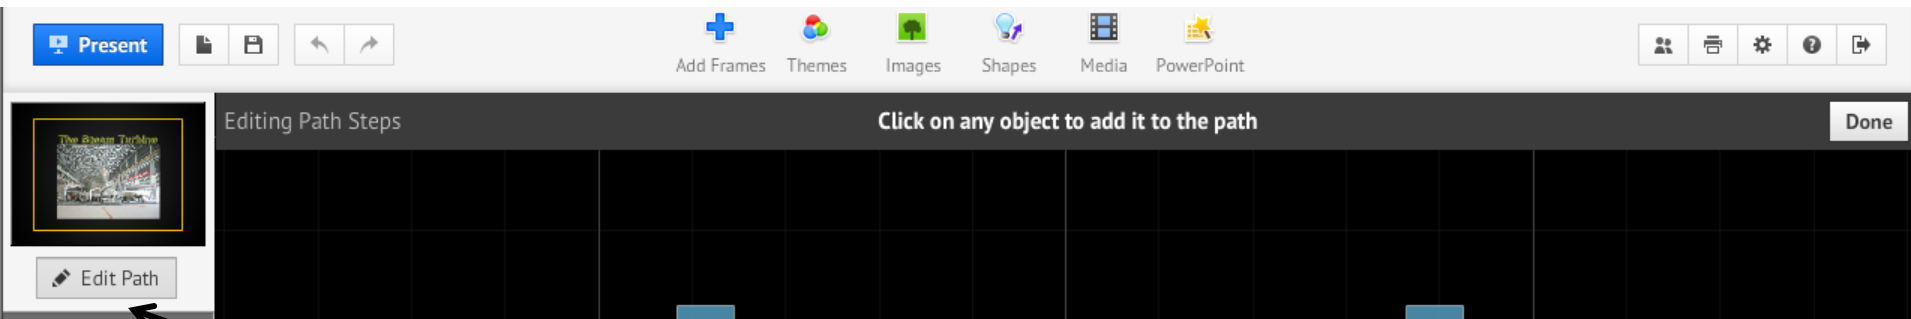 Present
Add Frames Themes Images Shapes Media PowerPoint
The Steam Turbine
Editing Path Steps
Click on any object to add it to the path
Done
Edit Path